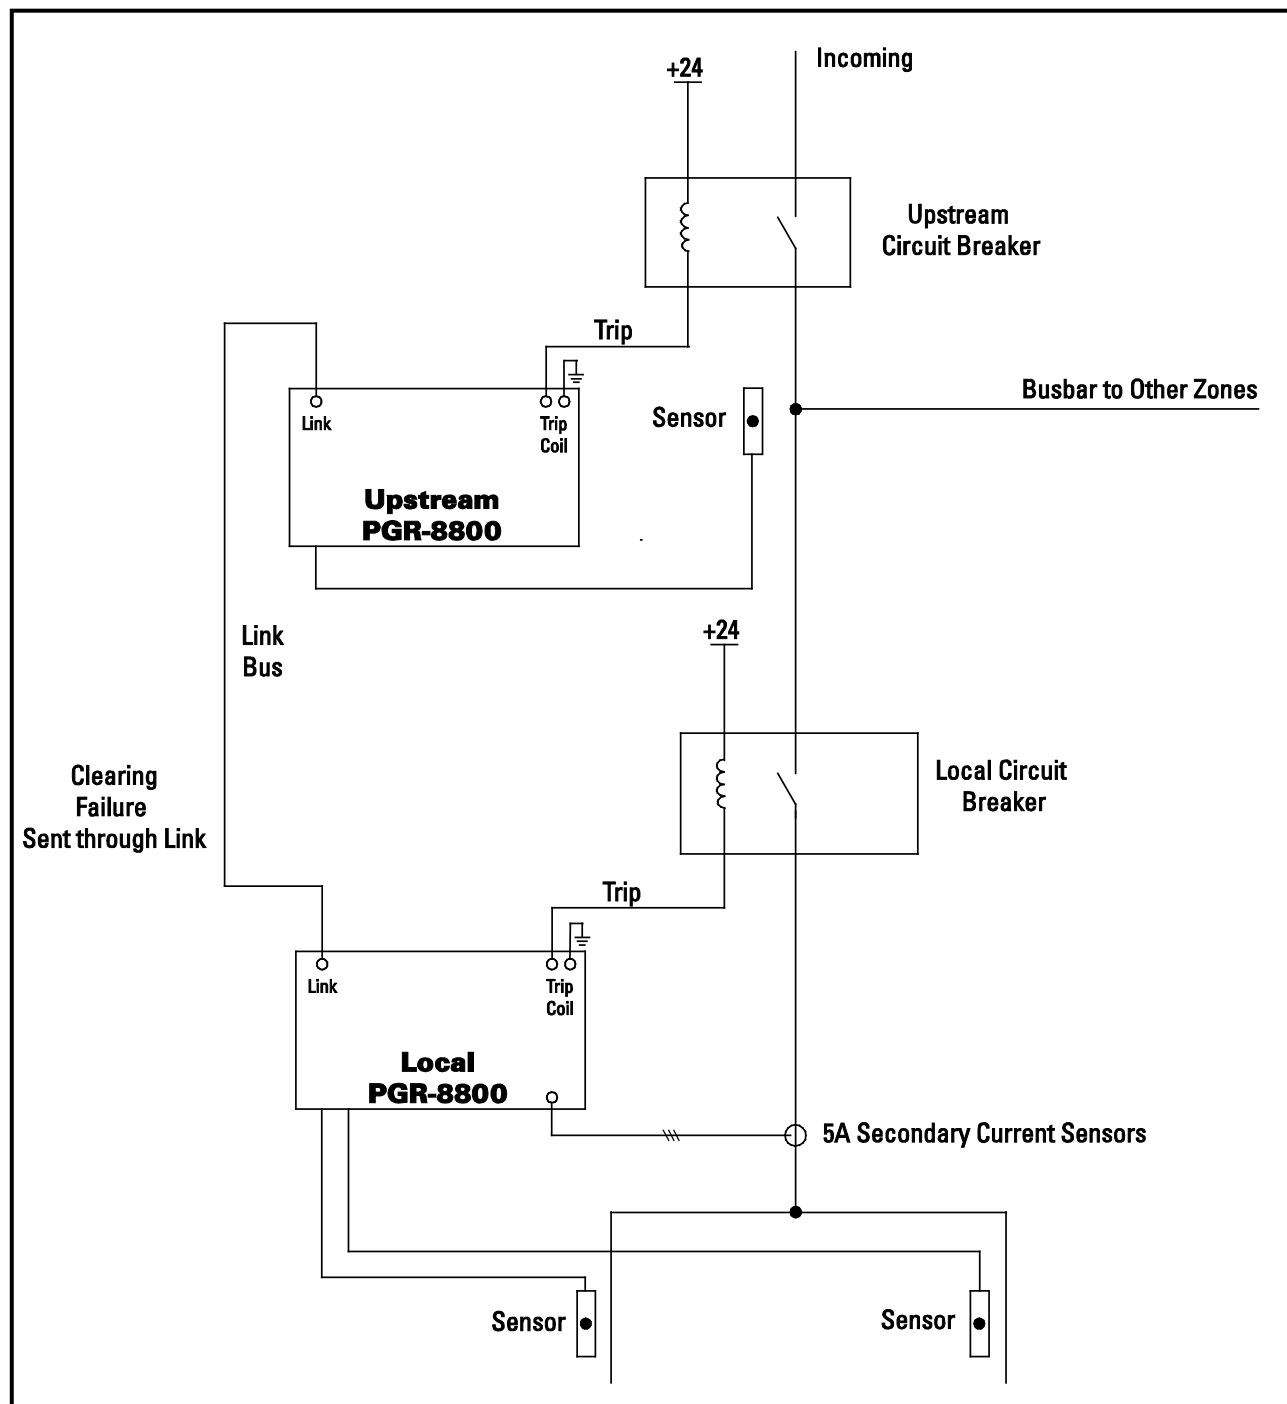 Incoming
+24
Upstream
Circuit Breaker
Trip
Busbar to Other Zones
Sensor
Link
Trip
Coil
Upstream
PGR-8800
+24
Link
Bus
Clearing
Failure
Sent through Link
Local Circuit
Breaker
Trip
Link
Trip
Coil
Local
PGR-8800
5A Secondary Current Sensors
Sensor
Sensor